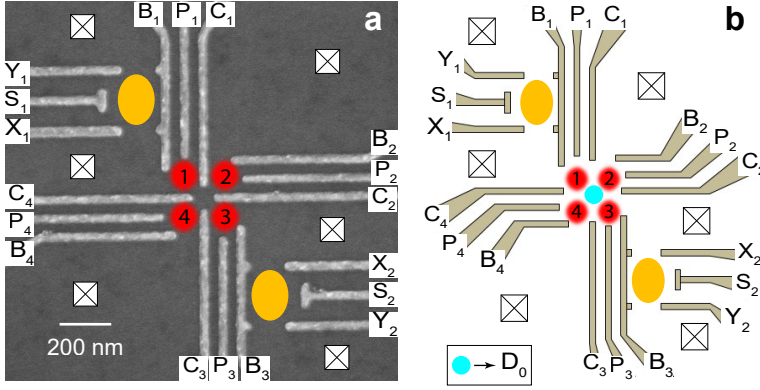 B₁ P₁ C₁ a
Y₁
S₁
X₁
B₂
P₂
C₂
1 2
4 3
C₄
P₄
B₄
X₂
S₂
Y₂
200 nm
C₃ P₃ B₃
B₁ P₁ C₁ b
Y₁
S₁
X₁
B₂
P₂
C₂
1 2
4 3
C₄
P₄
B₄
X₂
S₂
Y₂
C₃ P₃ B₃
→ D₀